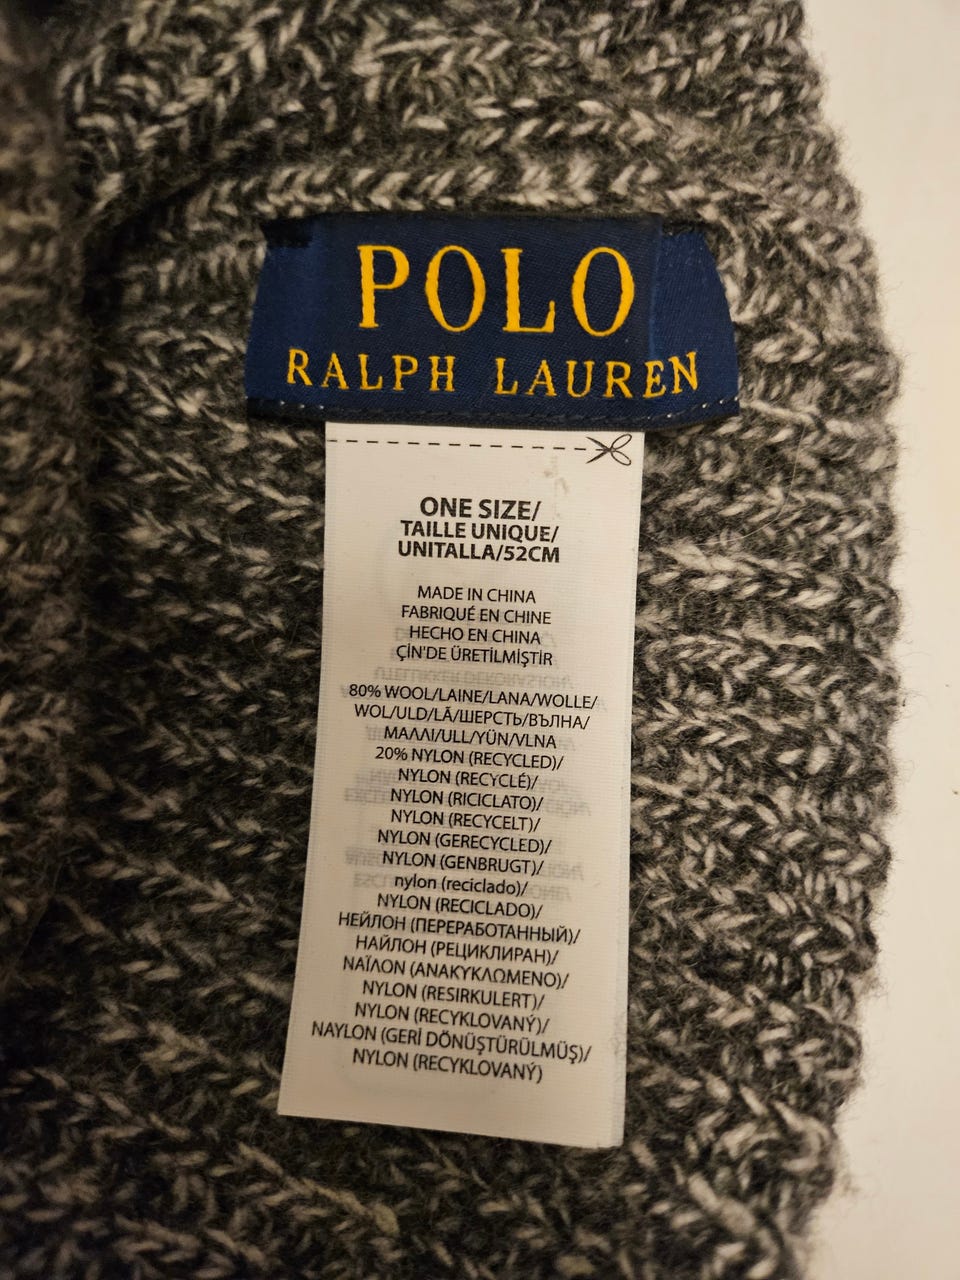 POLO
RALPH LAUREN
ONE SIZE/
TAILLE UNIQUE/
UNITALLA/52CM
MADE IN CHINA
FABRIQUÉ EN CHINE
HECHO EN CHINA
ÇİN'DE ÜRETİLMİŞTİR
80% WOOL/LAINE/LANA/WOLLE/
WOL/ULD/LÃ/ШЕРСТЬ/ВЪЛНА/
ΜΑΛΛΙ/ULL/YÜN/VLNA
20% NYLON (RECYCLED)/
NYLON (RECYCLÉ)/
NYLON (RICICLATO)/
NYLON (RECYCELT)/
NYLON (GERECYCLED)/
NYLON (GENBRUGT)/
nylon (reciclado)/
NYLON (RECICLADO)/
НЕЙЛОН (ПЕРЕРАБОТАННЫЙ)/
НАЙЛОН (РЕЦИКЛИРАН)/
ΝΑΪΛΟΝ (ΑΝΑΚΥΚΛΩΜΕΝΟ)/
NYLON (RESIRKULERT)/
NYLON (RECYKLOVANÝ)/
NAYLON (GERİ DÖNÜŞTÜRÜLMÜŞ)/
NYLON (RECYKLOVANÝ)